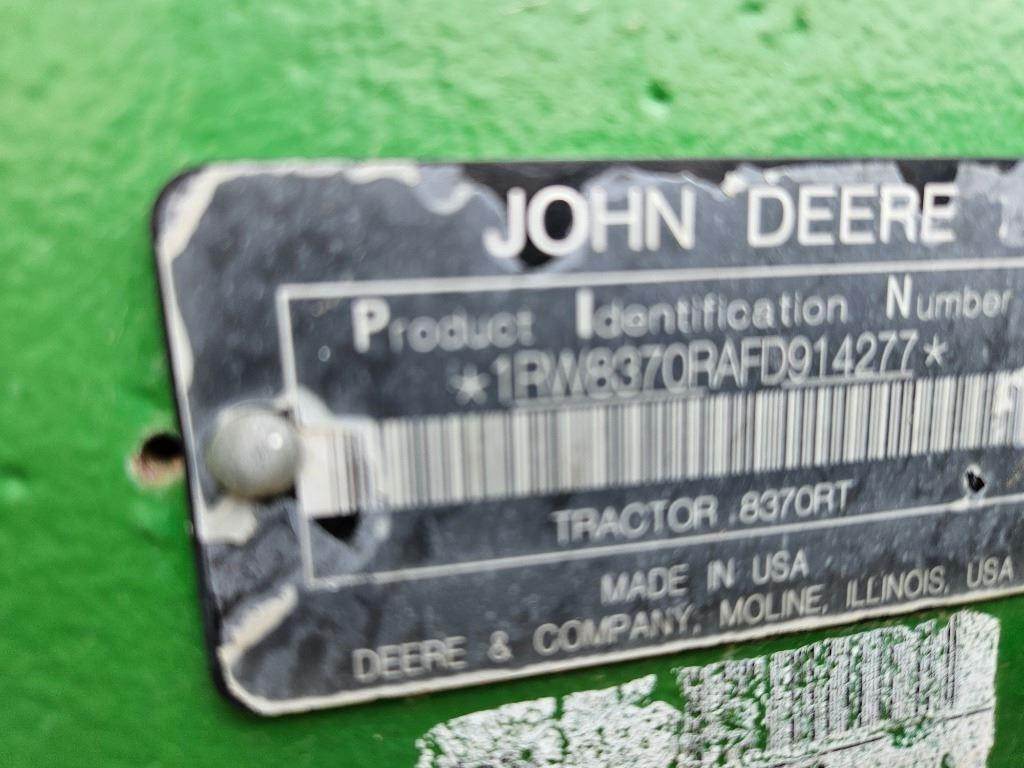 JOHN DEERE
Product Identification Number
*1RW8370RAFD914277*
TRACTOR 8370RT
MADE IN USA
DEERE & COMPANY, MOLINE, ILLINOIS, USA